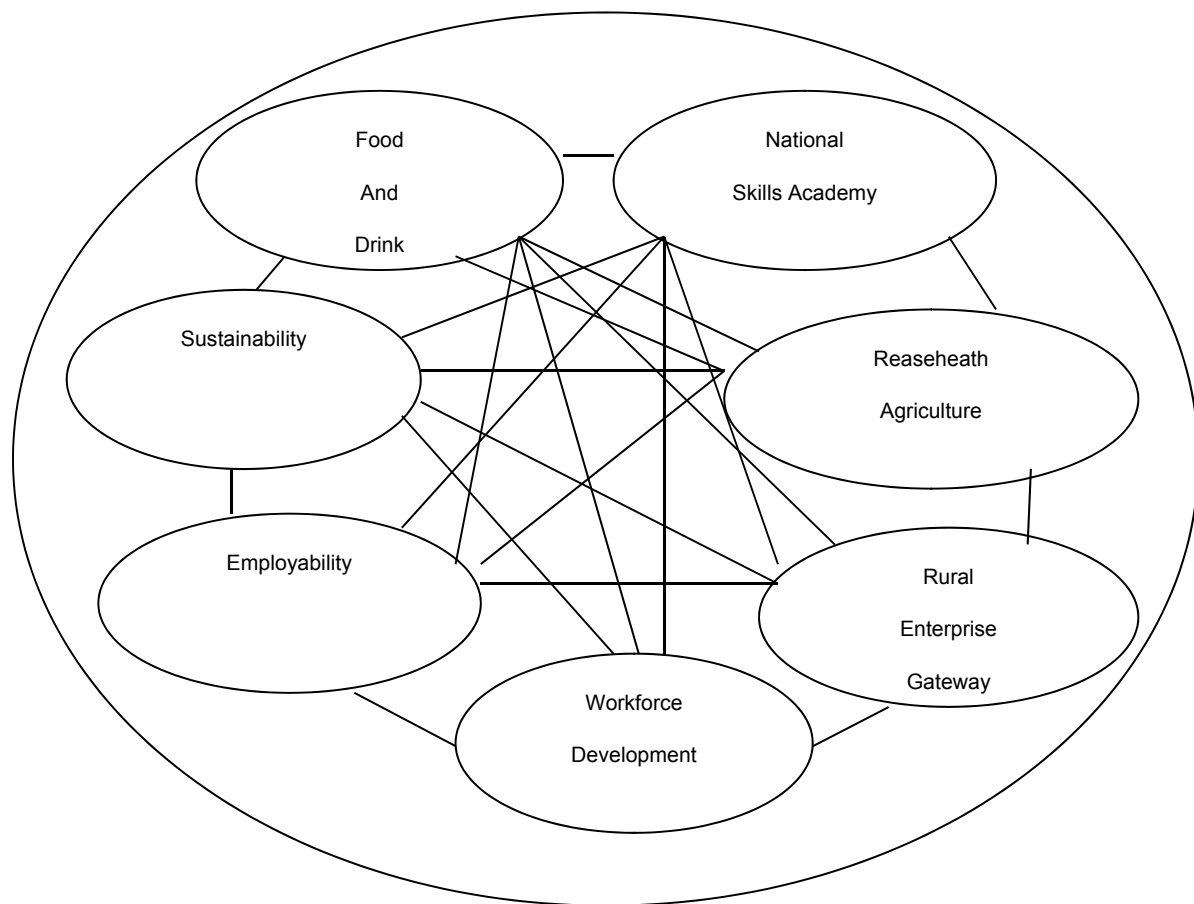 Food
And
Drink
National
Skills Academy
Sustainability
Reaseheath
Agriculture
Employability
Rural
Enterprise
Gateway
Workforce
Development